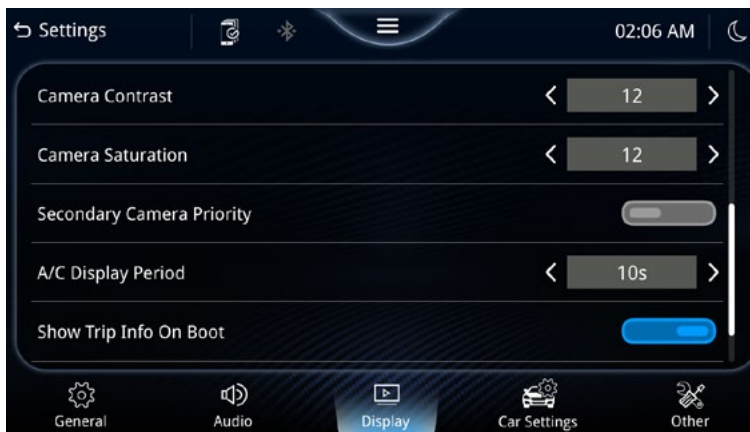 Settings
02:06 AM
Camera Contrast
12
Camera Saturation
12
Secondary Camera Priority
A/C Display Period
10s
Show Trip Info On Boot
General
Audio
Display
Car Settings
Other